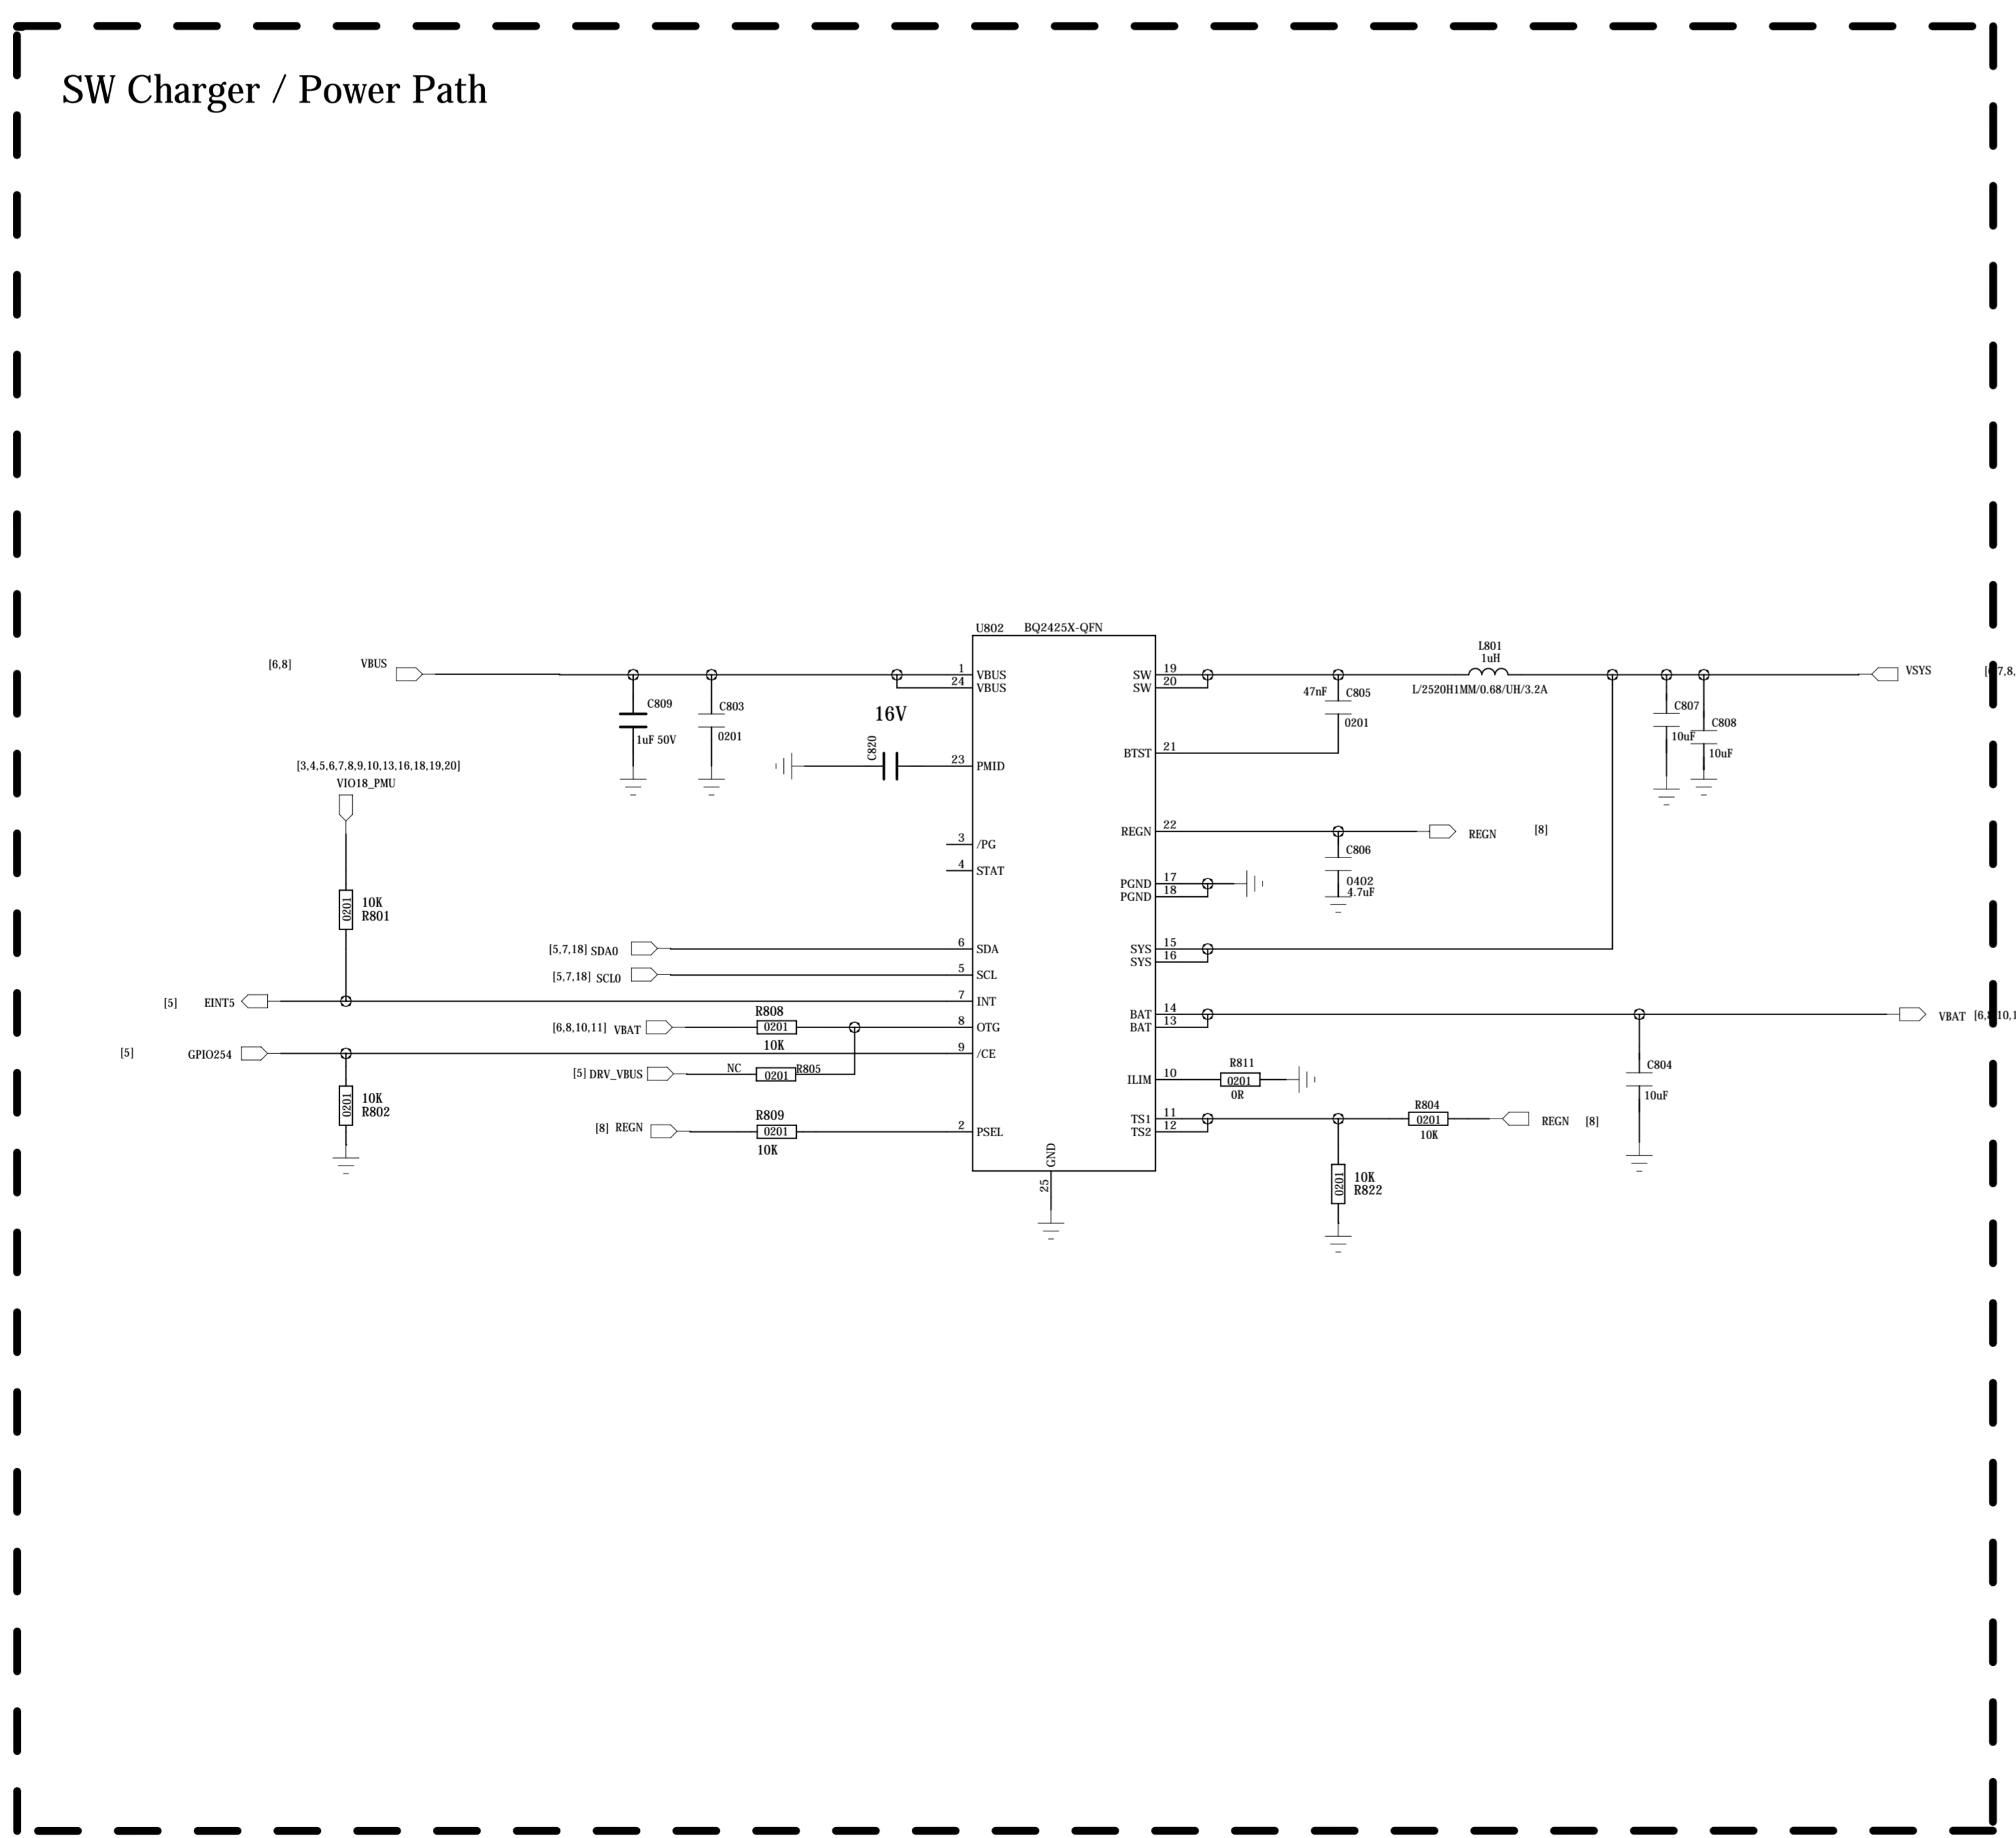 SW Charger / Power Path
U802 BQ2425X-QFN
[6,8] VBUS
1 VBUS
24 VBUS
C809
1uF 50V
C803
0201
16V
C820
23 PMID
[3,4,5,6,7,8,9,10,13,16,18,19,20]
VIO18_PMU
3 /PG
4 STAT
0201
10K
R801
[5,7,18] SDA0
6 SDA
[5,7,18] SCL0
5 SCL
[5] EINT5
7 INT
R808
[6,8,10,11] VBAT
0201
10K
8 OTG
[5] GPIO254
9 /CE
[5] DRV_VBUS
NC
0201
R805
0201
10K
R802
R809
[8] REGN
0201
10K
2 PSEL
GND
25
SW 19
SW 20
47nF C805
0201
L801
1uH
L/2520H1MM/0.68/UH/3.2A
VSYS
C807
10uF
C808
10uF
BTST 21
REGN 22
REGN [8]
C806
0402
4.7uF
PGND 17
PGND 18
SYS 15
SYS 16
BAT 14
BAT 13
VBAT
C804
10uF
ILIM 10
R811
0201
0R
TS1 11
TS2 12
R804
0201
10K
REGN [8]
0201
10K
R822